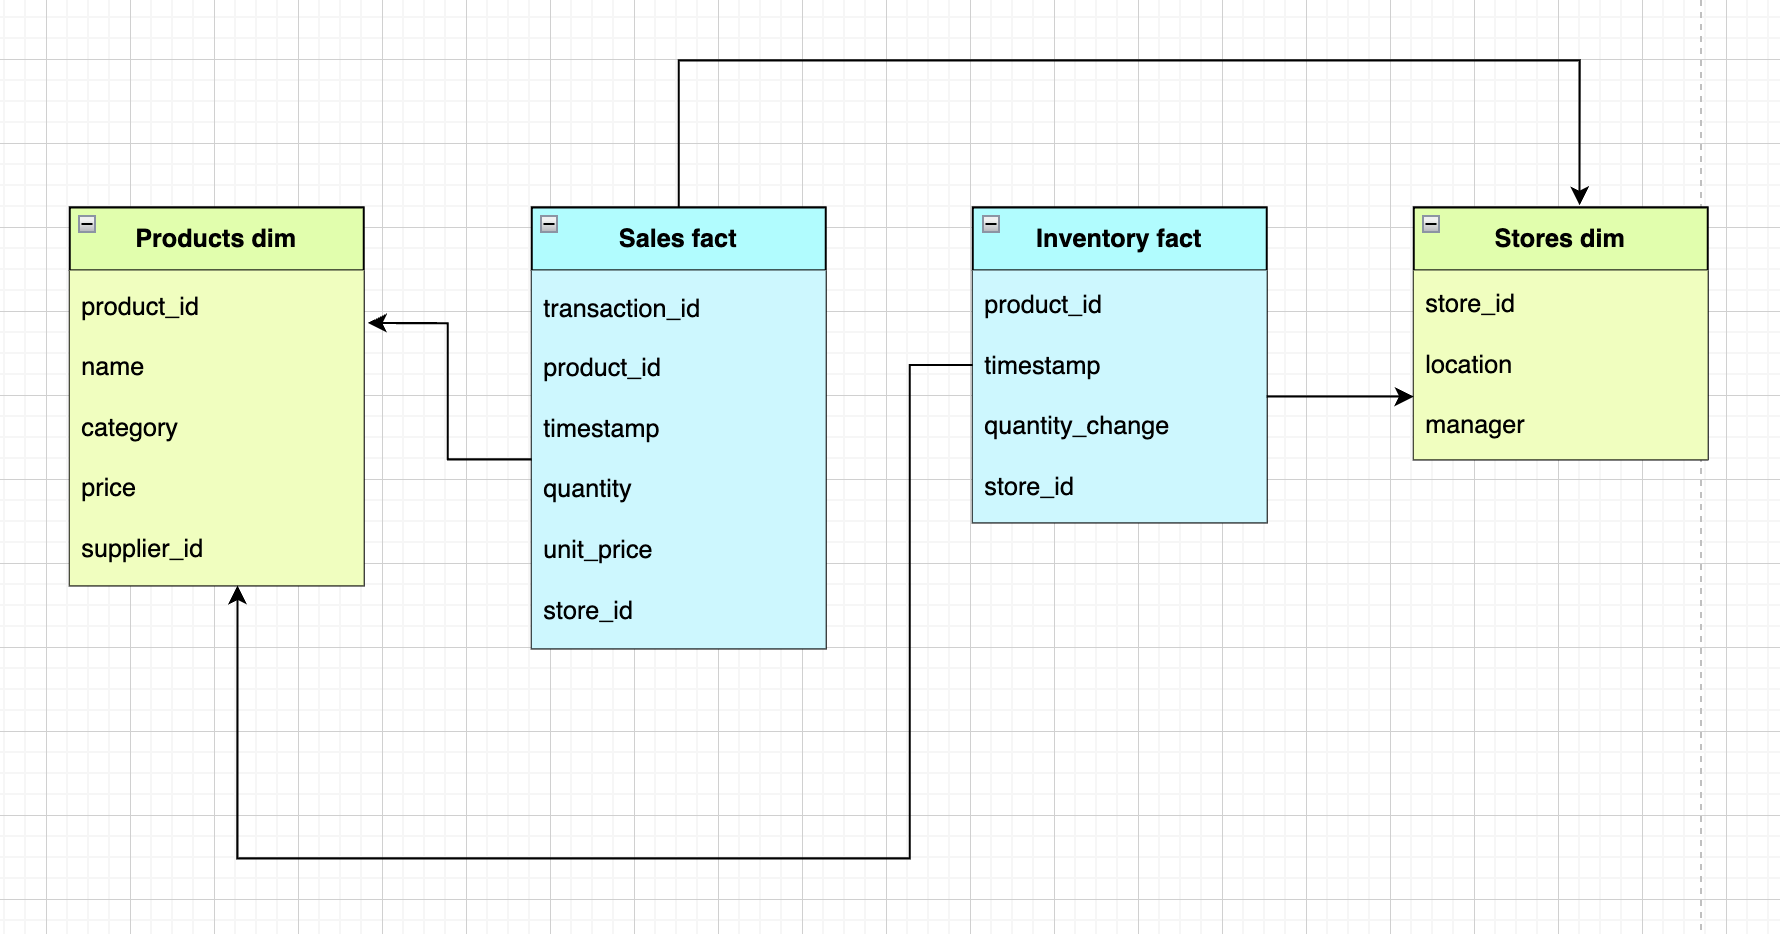 Products dim
product_id
name
category
price
supplier_id
Sales fact
transaction_id
product_id
timestamp
quantity
unit_price
store_id
Inventory fact
product_id
timestamp
quantity_change
store_id
Stores dim
store_id
location
manager